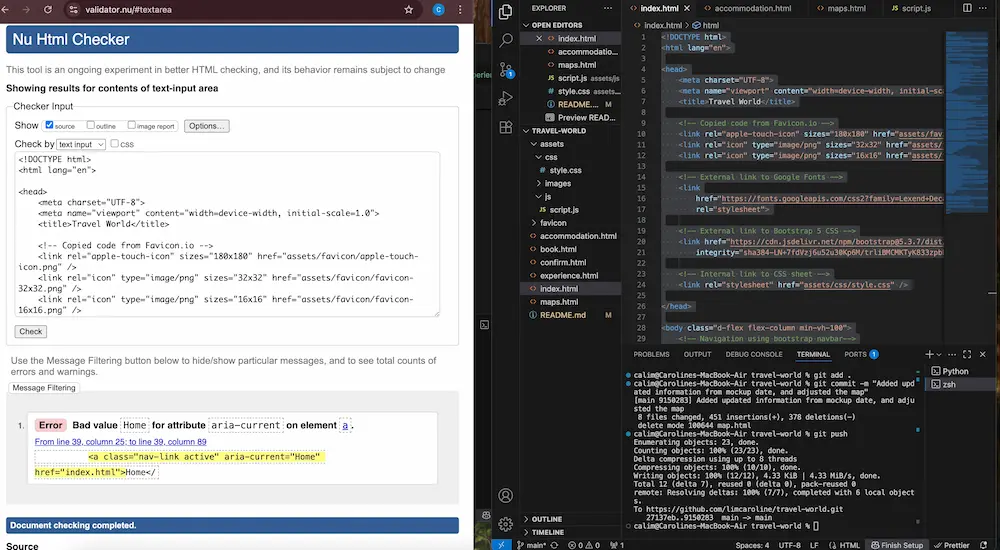 validator.nu/#textarea
C
Nu Html Checker
This tool is an ongoing experiment in better HTML checking, and its behavior remains subject to change
Showing results for contents of text-input area
Checker Input
Show source outline image report Options...
Check by text input css
<!DOCTYPE html>
<html lang="en">
<head>
<meta charset="UTF-8">
<meta name="viewport" content="width=device-width, initial-scale=1.0">
<title>Travel World</title>
<!-- Copied code from Favicon.io -->
<link rel="apple-touch-icon" sizes="180x180" href="assets/favicon/apple-touch-
icon.png" />
<link rel="icon" type="image/png" sizes="32x32" href="assets/favicon/favicon-
32x32.png" />
<link rel="icon" type="image/png" sizes="16x16" href="assets/favicon/favicon-
16x16.png" />
Check
Use the Message Filtering button below to hide/show particular messages, and to see total counts of
errors and warnings.
Message Filtering
1. Error Bad value Home for attribute aria-current on element a.
From line 39, column 25; to line 39, column 89
<a class="nav-link active" aria-current="Home"
href="index.html">Home</
Document checking completed.
Source
EXPLORER
OPEN EDITORS
index.html
accommodation...
maps.html
script.js assets/js
style.css assets/css
README.... M
Preview READ...
TRAVEL-WORLD
assets
css
style.css
images
js
script.js
favicon
accommodation.html
book.html
confirm.html
experience.html
index.html
maps.html
README.md M
OUTLINE
TIMELINE
1
index.html accommodation.html maps.html script.js
index.html > html
1 <!DOCTYPE html>
2 <html lang="en">
3
4 <head>
5 <meta charset="UTF-8">
6 <meta name="viewport" content="width=device-width, initial-sca
7 <title>Travel World</title>
8
9 <!-- Copied code from Favicon.io -->
10 <link rel="apple-touch-icon" sizes="180x180" href="assets/fav
11 <link rel="icon" type="image/png" sizes="32x32" href="assets/
12 <link rel="icon" type="image/png" sizes="16x16" href="assets/
13
14 <!-- External link to Google Fonts -->
15 <link
16 href="https://fonts.googleapis.com/css2?family=Lexend+Dec
17 rel="stylesheet">
18
19 <!-- External link to Bootstrap 5 CSS -->
20 <link href="https://cdn.jsdelivr.net/npm/bootstrap@5.3.7/dist
21
22
23 <!-- Internal link to CSS sheet -->
24 <link rel="stylesheet" href="assets/css/style.css" />
25
26 </head>
27
28 <body class="d-flex flex-column min-vh-100">
29 <!-- Navigation using bootstrap navbar-->
PROBLEMS OUTPUT DEBUG CONSOLE TERMINAL PORTS 1
Python
zsh
calim@Carolines-MacBook-Air travel-world % git add .
calim@Carolines-MacBook-Air travel-world % git commit -m "Added upd
ated information from mockup date, and adjusted the map"
[main 9150283] Added updated information from mockup date, and adju
sted the map
8 files changed, 451 insertions(+), 378 deletions(-)
delete mode 100644 map.html
calim@Carolines-MacBook-Air travel-world % git push
Enumerating objects: 23, done.
Counting objects: 100% (23/23), done.
Delta compression using up to 8 threads
Compressing objects: 100% (10/10), done.
Writing objects: 100% (12/12), 4.33 KiB | 4.33 MiB/s, done.
Total 12 (delta 7), reused 0 (delta 0), pack-reused 0
remote: Resolving deltas: 100% (7/7), completed with 6 local object
s.
To https://github.com/limcaroline/travel-world.git
27137eb..9150283 main -> main
calim@Carolines-MacBook-Air travel-world %
main* 0 0 1 Spaces: 4 UTF-8 LF HTML Finish Setup Prettier